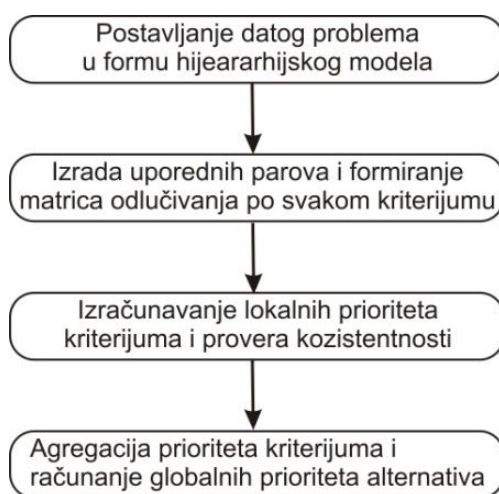 Postavljanje datog problema
u formu hijeararhijskog modela
Izrada uporednih parova i formiranje
matrica odlučivanja po svakom kriterijumu
Izračunavanje lokalnih prioriteta
kriterijuma i provera kozistentnosti
Agregacija prioriteta kriterijuma i
računanje globalnih prioriteta alternativa